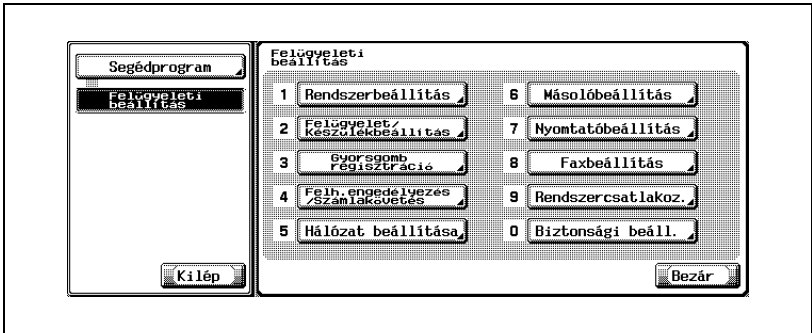 Segédprogram
Felügyeleti
beállítás
Kilép
Felügyeleti
beállítás
1 Rendszerbeállítás
2 Felügyelet/
Készülékbeállítás
3 Gyorsgomb
regisztráció
4 Felh.engedélyezés
/Számlakövetés
5 Hálózat beállítása
6 Másolóbeállítás
7 Nyomtatóbeállítás
8 Faxbeállítás
9 Rendszercsatlakoz.
0 Biztonsági beáll.
Bezár